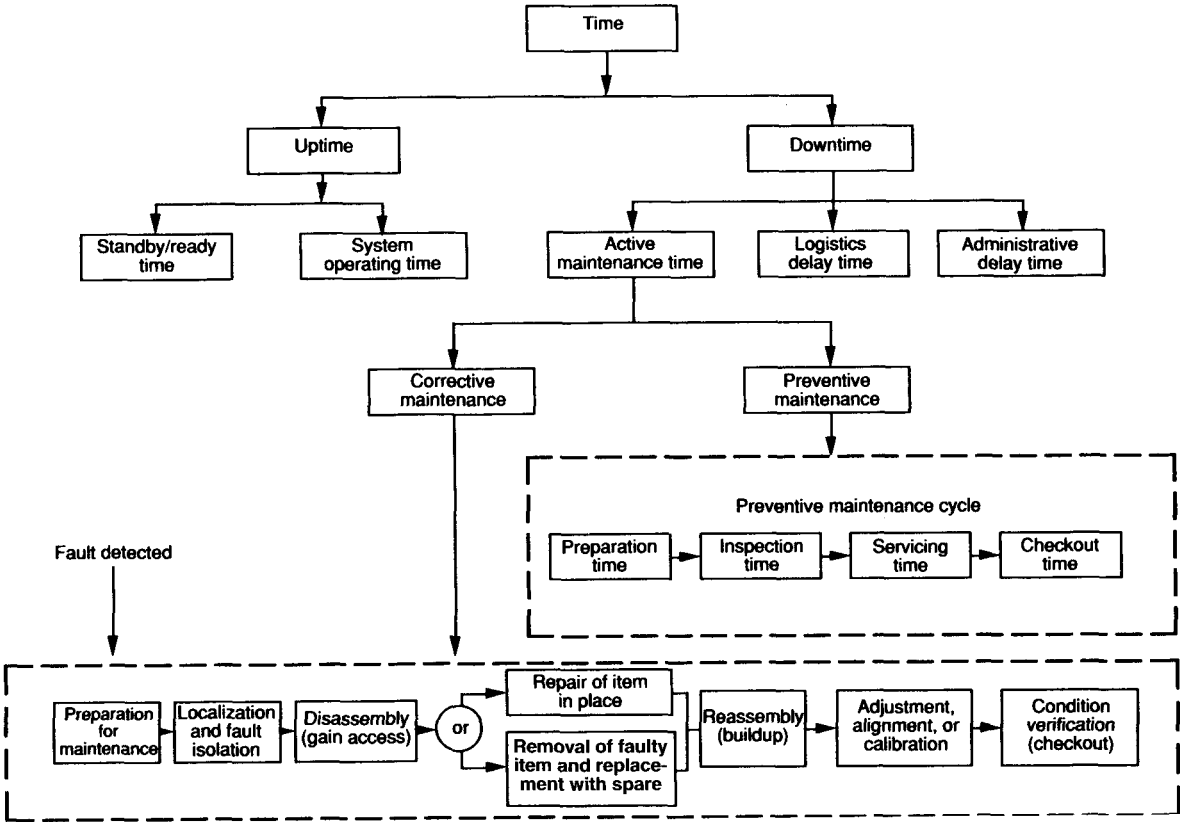 Time
Uptime
Downtime
Standby/ready
time
System
operating time
Active
maintenance time
Logistics
delay time
Administrative
delay time
Corrective
maintenance
Preventive
maintenance
Preventive maintenance cycle
Preparation
time
Inspection
time
Servicing
time
Checkout
time
Fault detected
Preparation
for
maintenance
Localization
and fault
isolation
Disassembly
(gain access)
or
Repair of item
in place
Removal of faulty
item and replace-
ment with spare
Reassembly
(buildup)
Adjustment,
alignment, or
calibration
Condition
verification
(checkout)